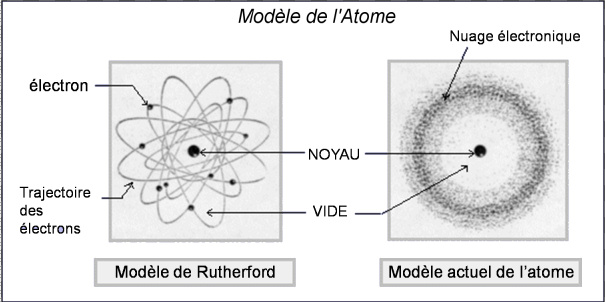 Modèle de l'Atome
Nuage électronique
électron
NOYAU
Trajectoire
des
électrons
VIDE
Modèle de Rutherford
Modèle actuel de l'atome